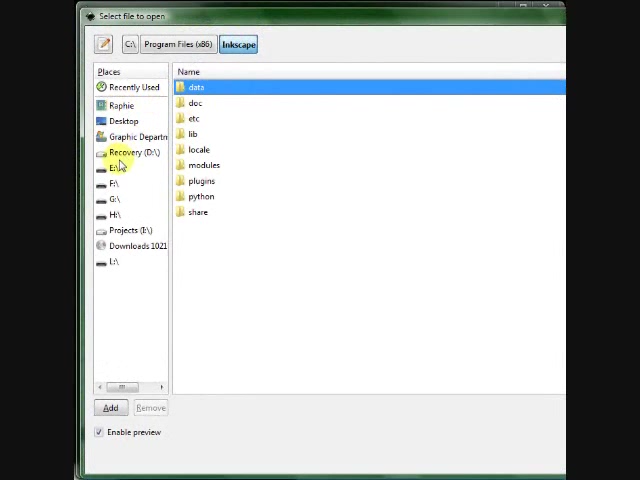 Select file to open
C:\ Program Files (x86) Inkscape
Places
Recently Used
Raphie
Desktop
Graphic Departm
Recovery (D:\)
E:\
F:\
G:\
H:\
Projects (I:\)
Downloads 1021
L:\
Name
data
doc
etc
lib
locale
modules
plugins
python
share
Add Remove
Enable preview